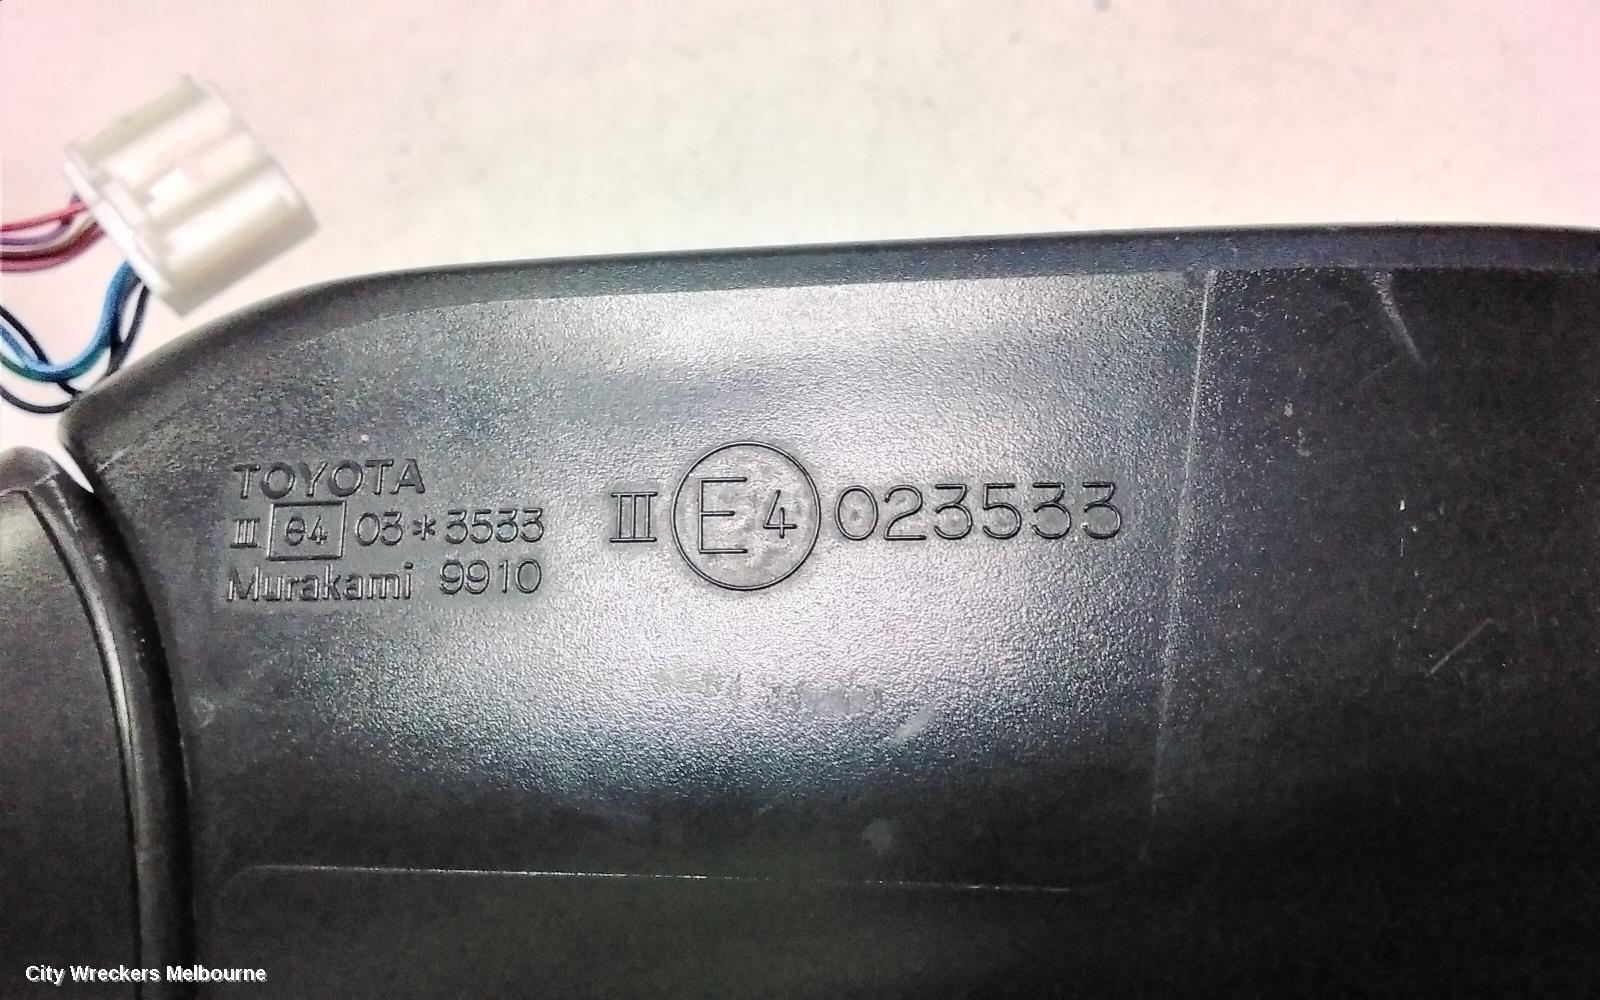 TOYOTA
III e4 03*3533
Murakami 9910
III E4 023533
City Wreckers Melbourne